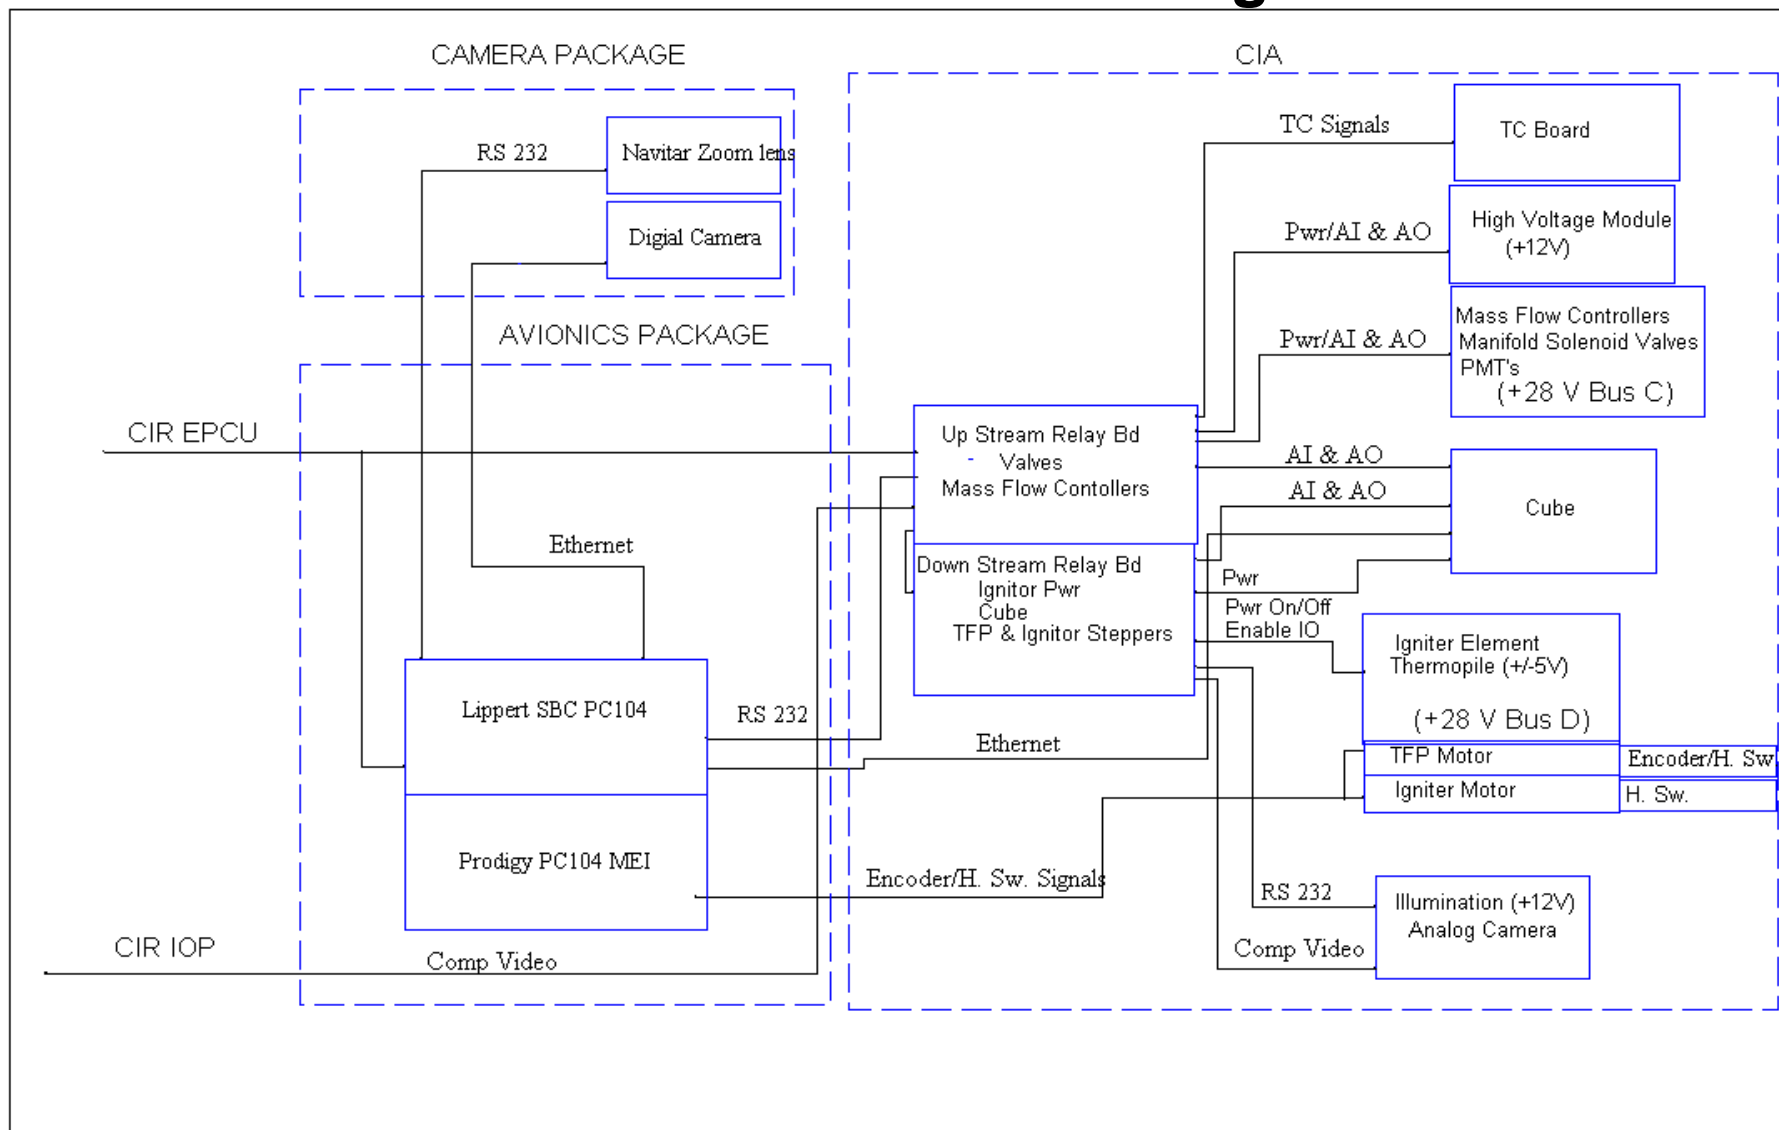 g
CAMERA PACKAGE
CIA
RS 232
Navitar Zoom lens
Digial Camera
AVIONICS PACKAGE
CIR EPCU
Ethernet
Lippert SBC PC104
RS 232
Ethernet
Prodigy PC104 MEI
Encoder/H. Sw. Signals
CIR IOP
Comp Video
TC Signals
TC Board
Pwr/AI & AO
High Voltage Module
(+12V)
Pwr/AI & AO
Mass Flow Controllers
Manifold Solenoid Valves
PMT's
(+28 V Bus C)
Up Stream Relay Bd
- Valves
Mass Flow Contollers
AI & AO
AI & AO
Cube
Down Stream Relay Bd
Ignitor Pwr
Cube
TFP & Ignitor Steppers
Pwr
Pwr On/Off
Enable IO
Igniter Element
Thermopile (+/-5V)
(+28 V Bus D)
TFP Motor
Encoder/H. Sw
Igniter Motor
H. Sw.
RS 232
Illumination (+12V)
Analog Camera
Comp Video